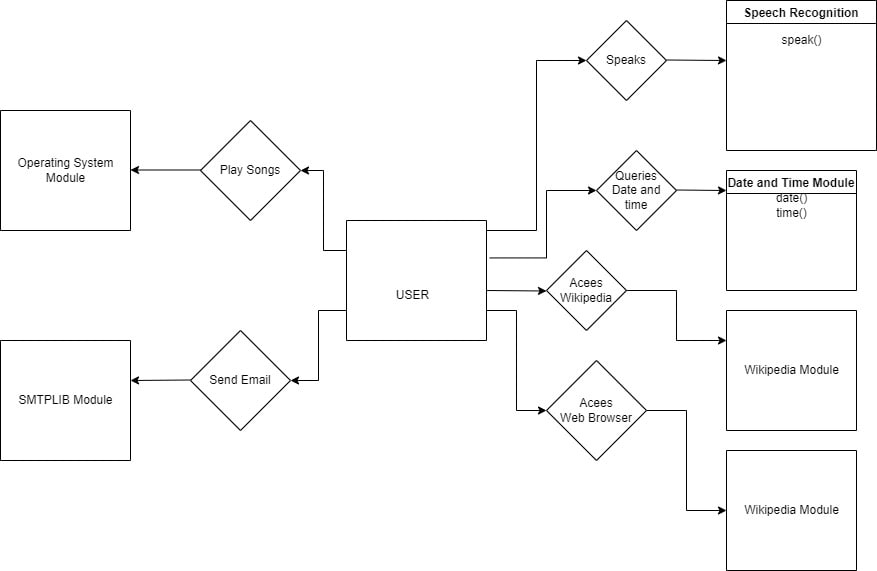 Speech Recognition
speak()
Speaks
Operating System
Module
Play Songs
Queries
Date and
time
Date and Time Module
date()
time()
USER
Acees
Wikipedia
Wikipedia Module
SMTPLIB Module
Send Email
Acees
Web Browser
Wikipedia Module